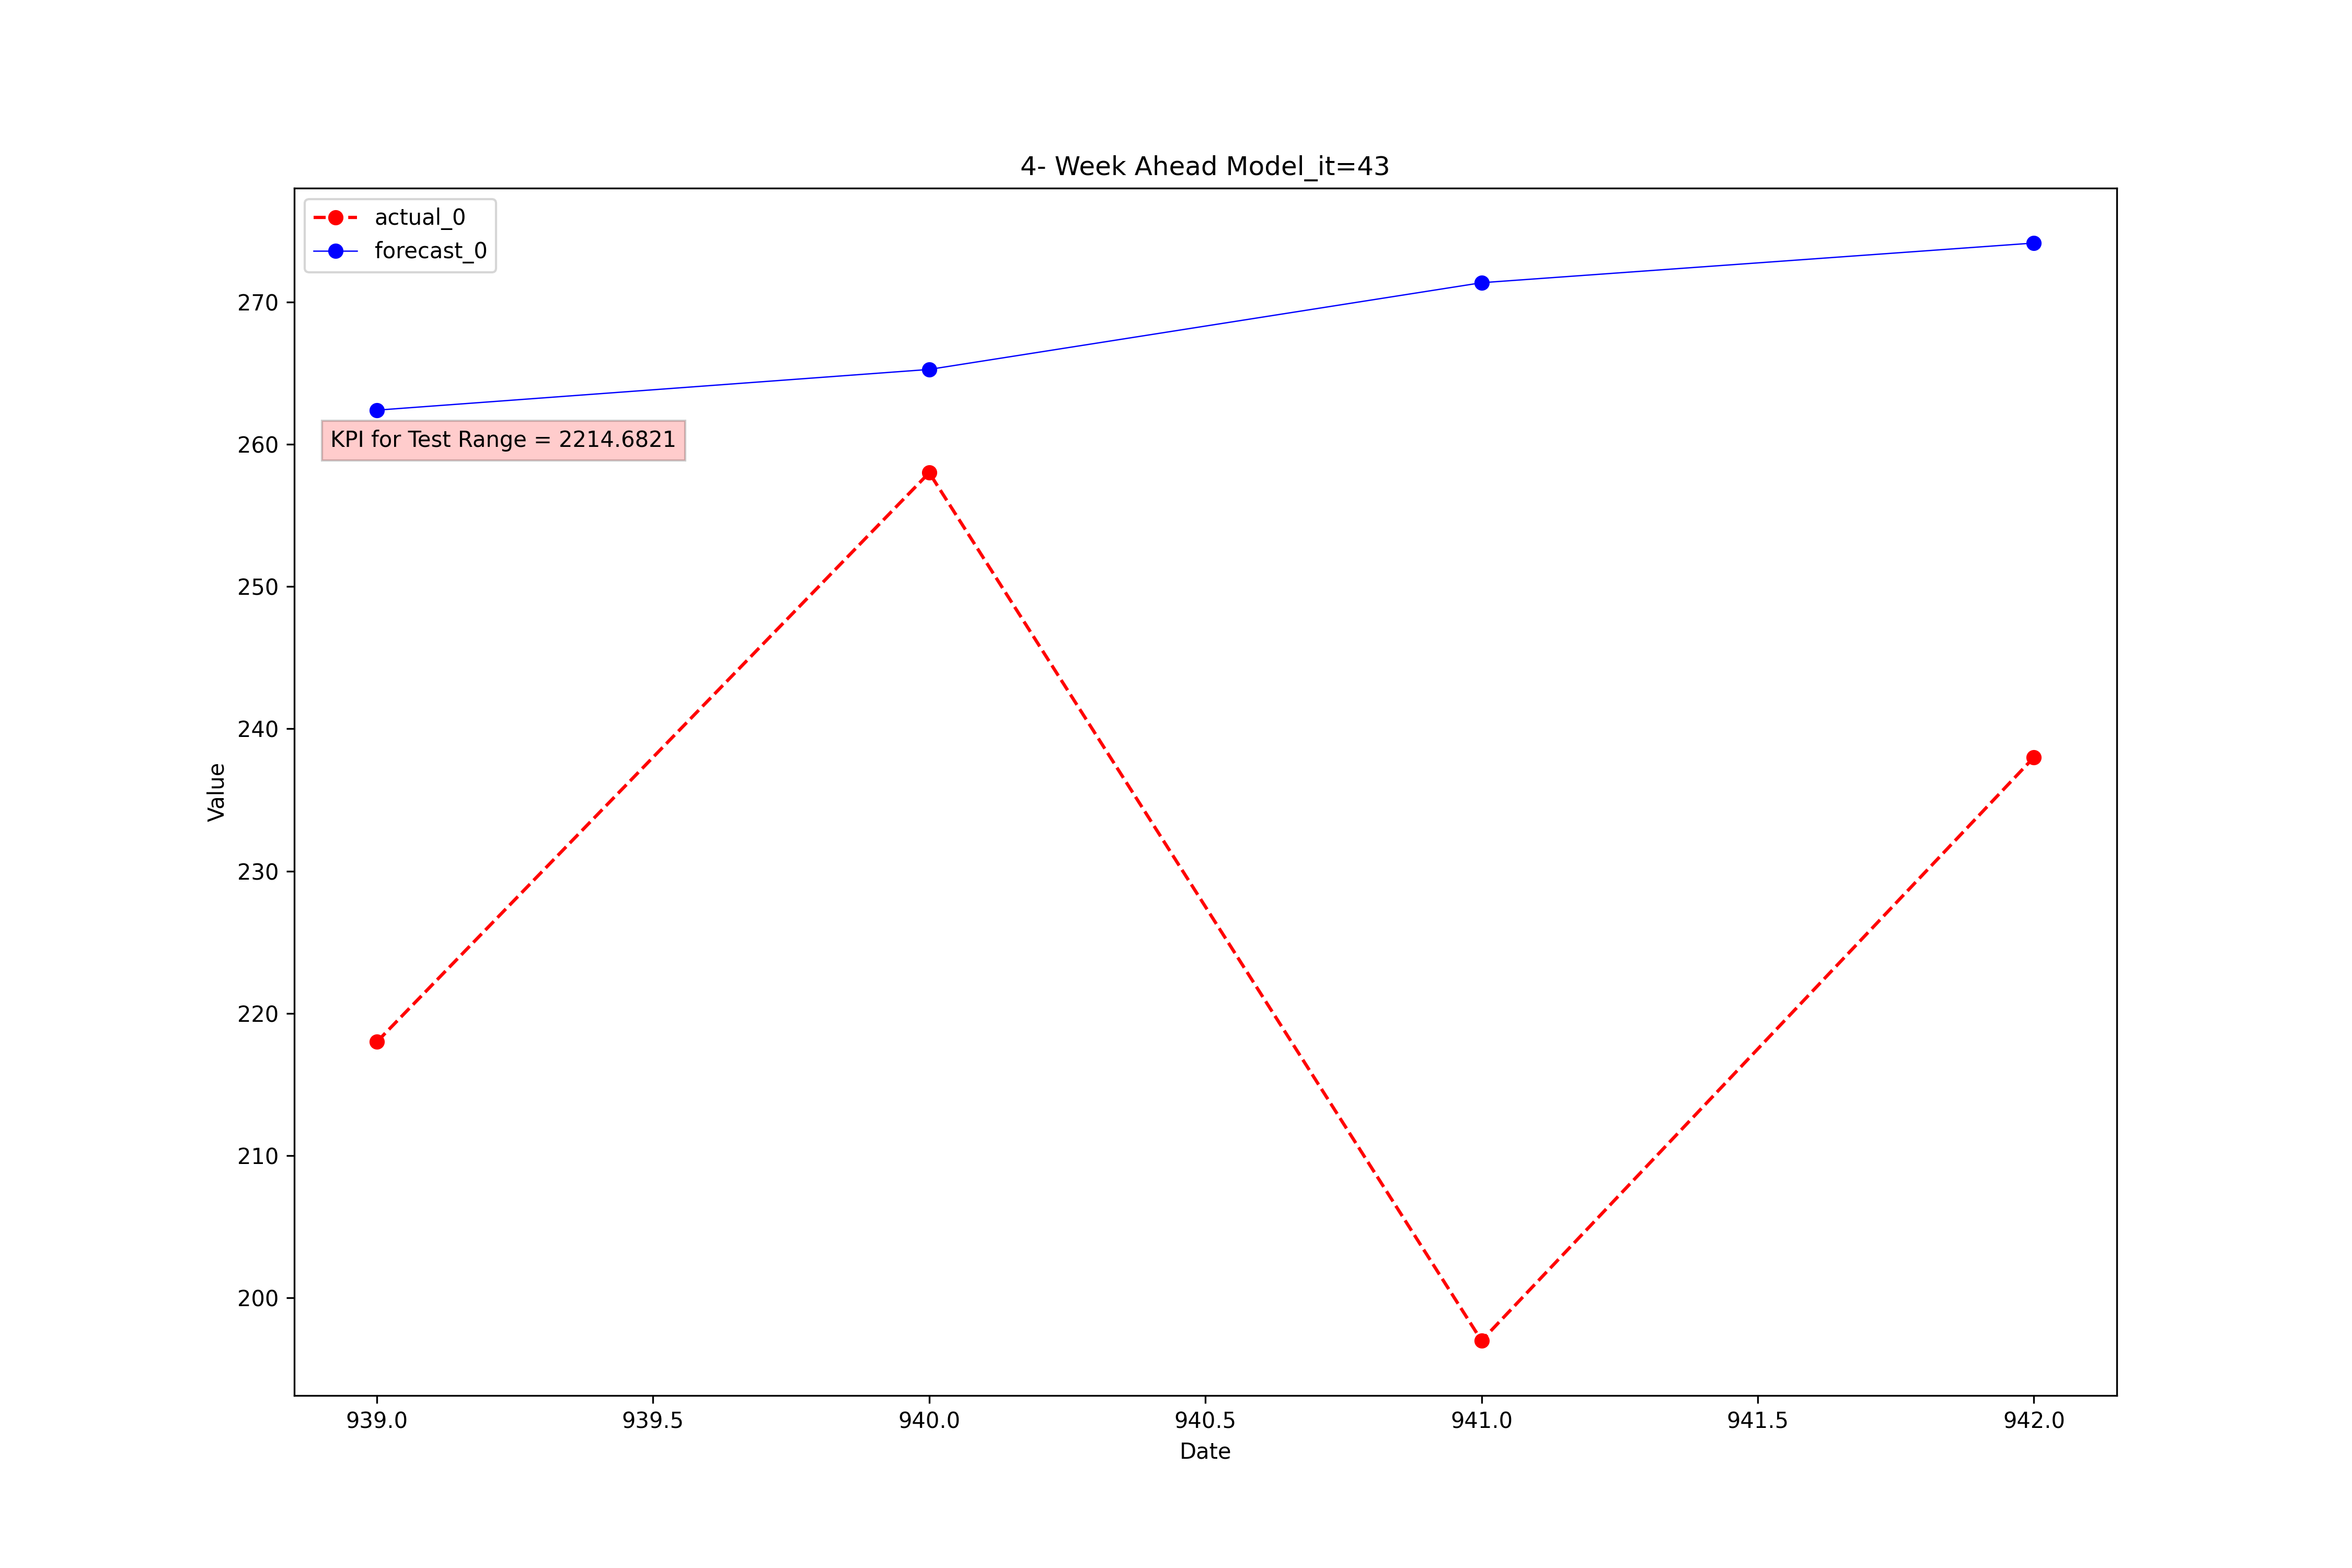 4- Week Ahead Model_it=43
actual_0
forecast_0
KPI for Test Range = 2214.6821
270
260
250
240
230
220
210
200
Value
939.0 939.5 940.0 940.5 941.0 941.5 942.0
Date